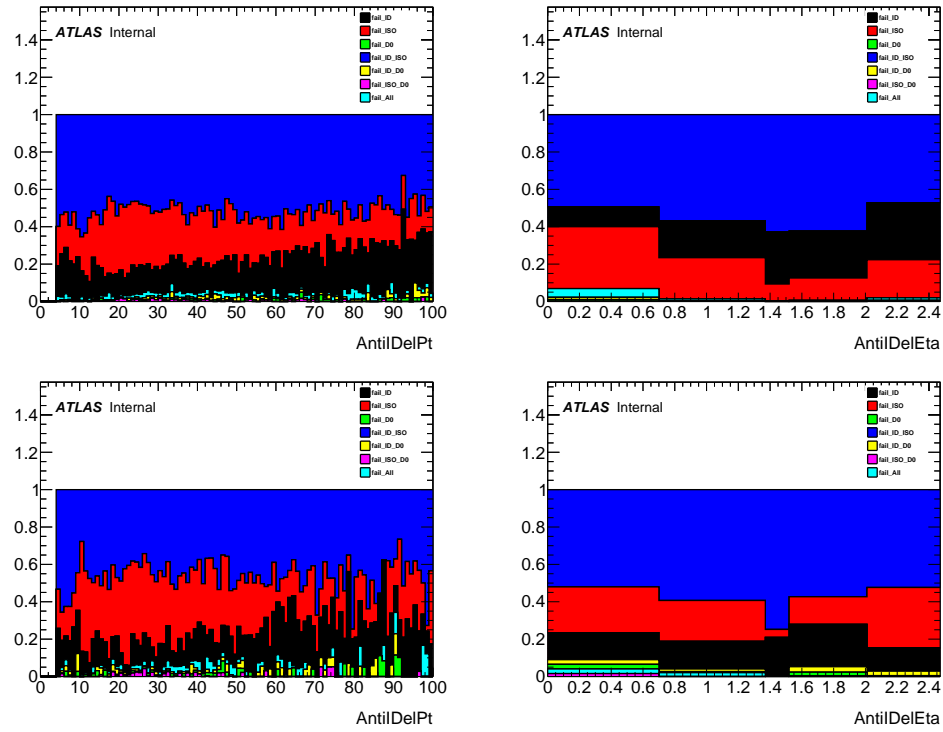 ATLAS Internal
fail_ID
fail_ISO
fail_D0
fail_ID_ISO
fail_ID_D0
fail_ISO_D0
fail_All
1.4
1.2
1
0.8
0.6
0.4
0.2
0
0 10 20 30 40 50 60 70 80 90 100
AntiIDelPt
ATLAS Internal
fail_ID
fail_ISO
fail_D0
fail_ID_ISO
fail_ID_D0
fail_ISO_D0
fail_All
1.4
1.2
1
0.8
0.6
0.4
0.2
0
0 0.2 0.4 0.6 0.8 1 1.2 1.4 1.6 1.8 2 2.2 2.4
AntiIDelEta
ATLAS Internal
fail_ID
fail_ISO
fail_D0
fail_ID_ISO
fail_ID_D0
fail_ISO_D0
fail_All
1.4
1.2
1
0.8
0.6
0.4
0.2
0
0 10 20 30 40 50 60 70 80 90 100
AntiIDelPt
ATLAS Internal
fail_ID
fail_ISO
fail_D0
fail_ID_ISO
fail_ID_D0
fail_ISO_D0
fail_All
1.4
1.2
1
0.8
0.6
0.4
0.2
0
0 0.2 0.4 0.6 0.8 1 1.2 1.4 1.6 1.8 2 2.2 2.4
AntiIDelEta